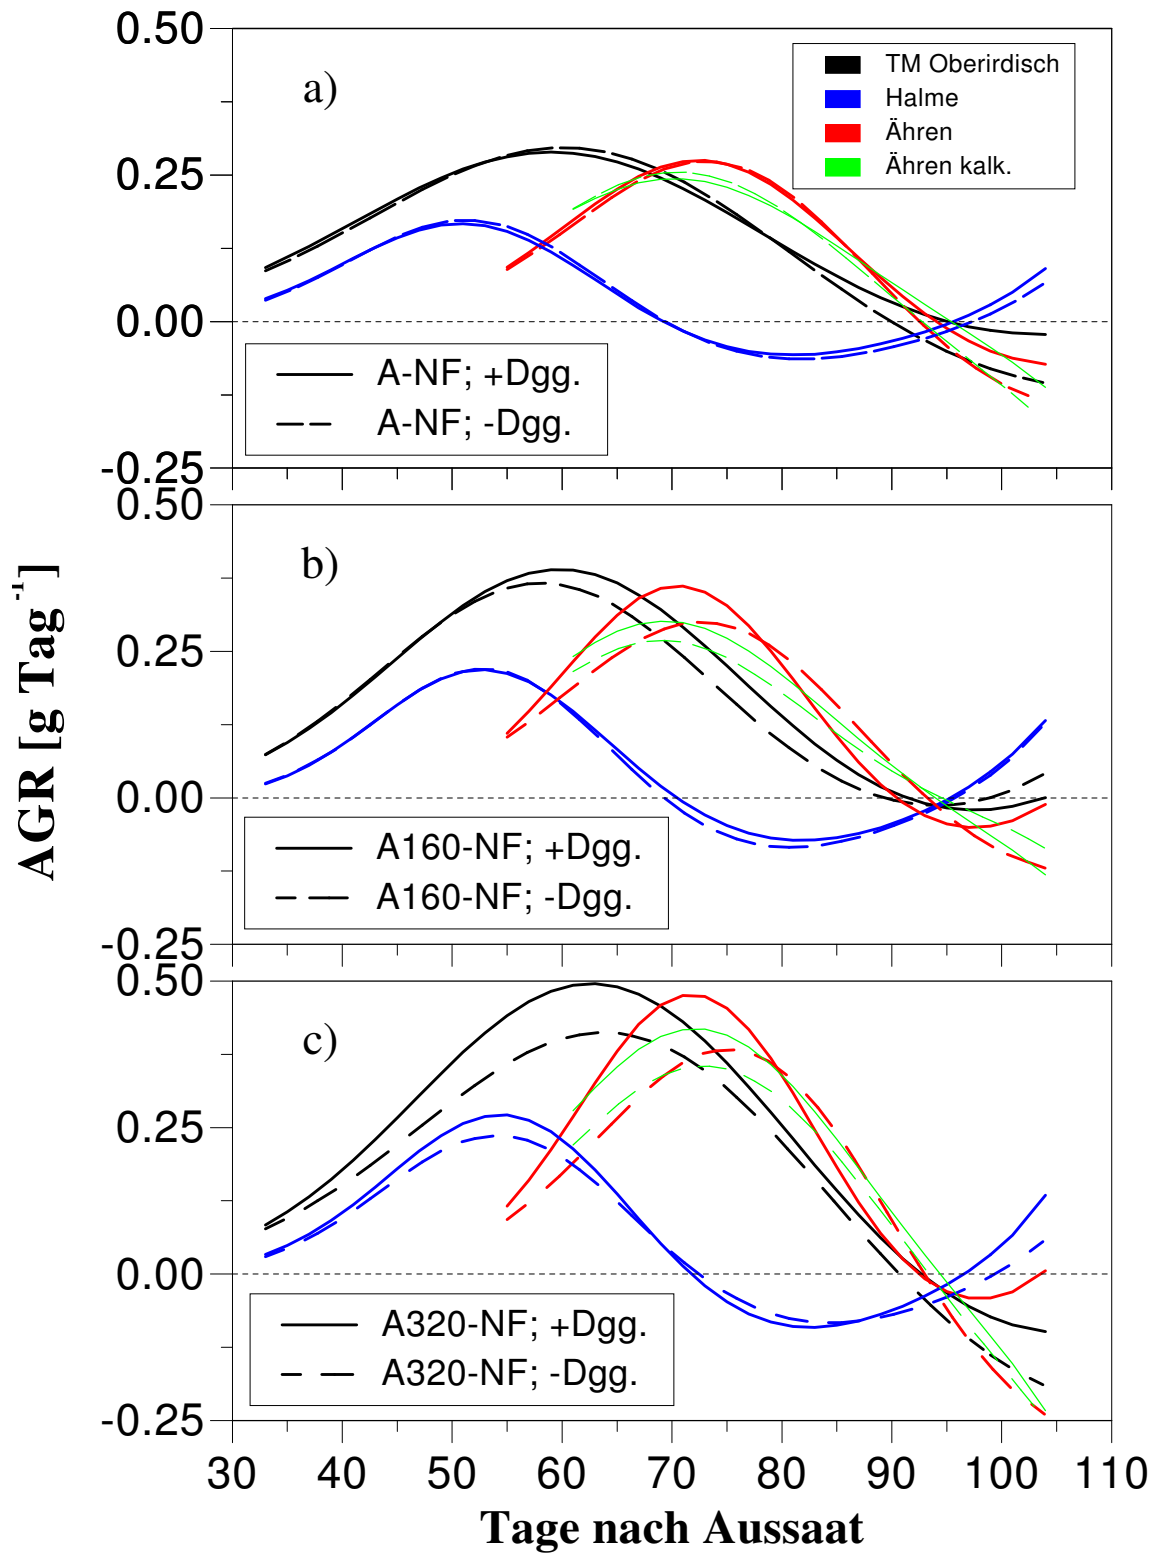 0.50
a)
TM Oberirdisch
Halme
Ähren
Ähren kalk.
0.25
0.00
A-NF; +Dgg.
A-NF; -Dgg.
-0.25
0.50
b)
0.25
0.00
A160-NF; +Dgg.
A160-NF; -Dgg.
-0.25
0.50
c)
0.25
0.00
A320-NF; +Dgg.
A320-NF; -Dgg.
-0.25
30 40 50 60 70 80 90 100 110
Tage nach Aussaat
AGR [g Tag⁻¹]